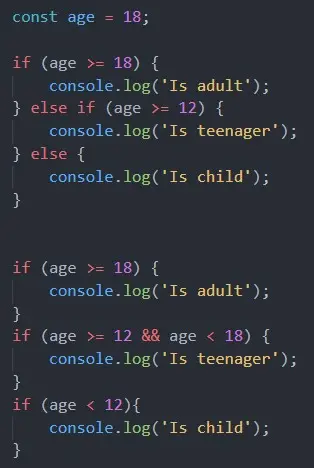 const age = 18;
if (age >= 18) {
console.log('Is adult');
} else if (age >= 12) {
console.log('Is teenager');
} else {
console.log('Is child');
}
if (age >= 18) {
console.log('Is adult');
}
if (age >= 12 && age < 18) {
console.log('Is teenager');
}
if (age < 12){
console.log('Is child');
}